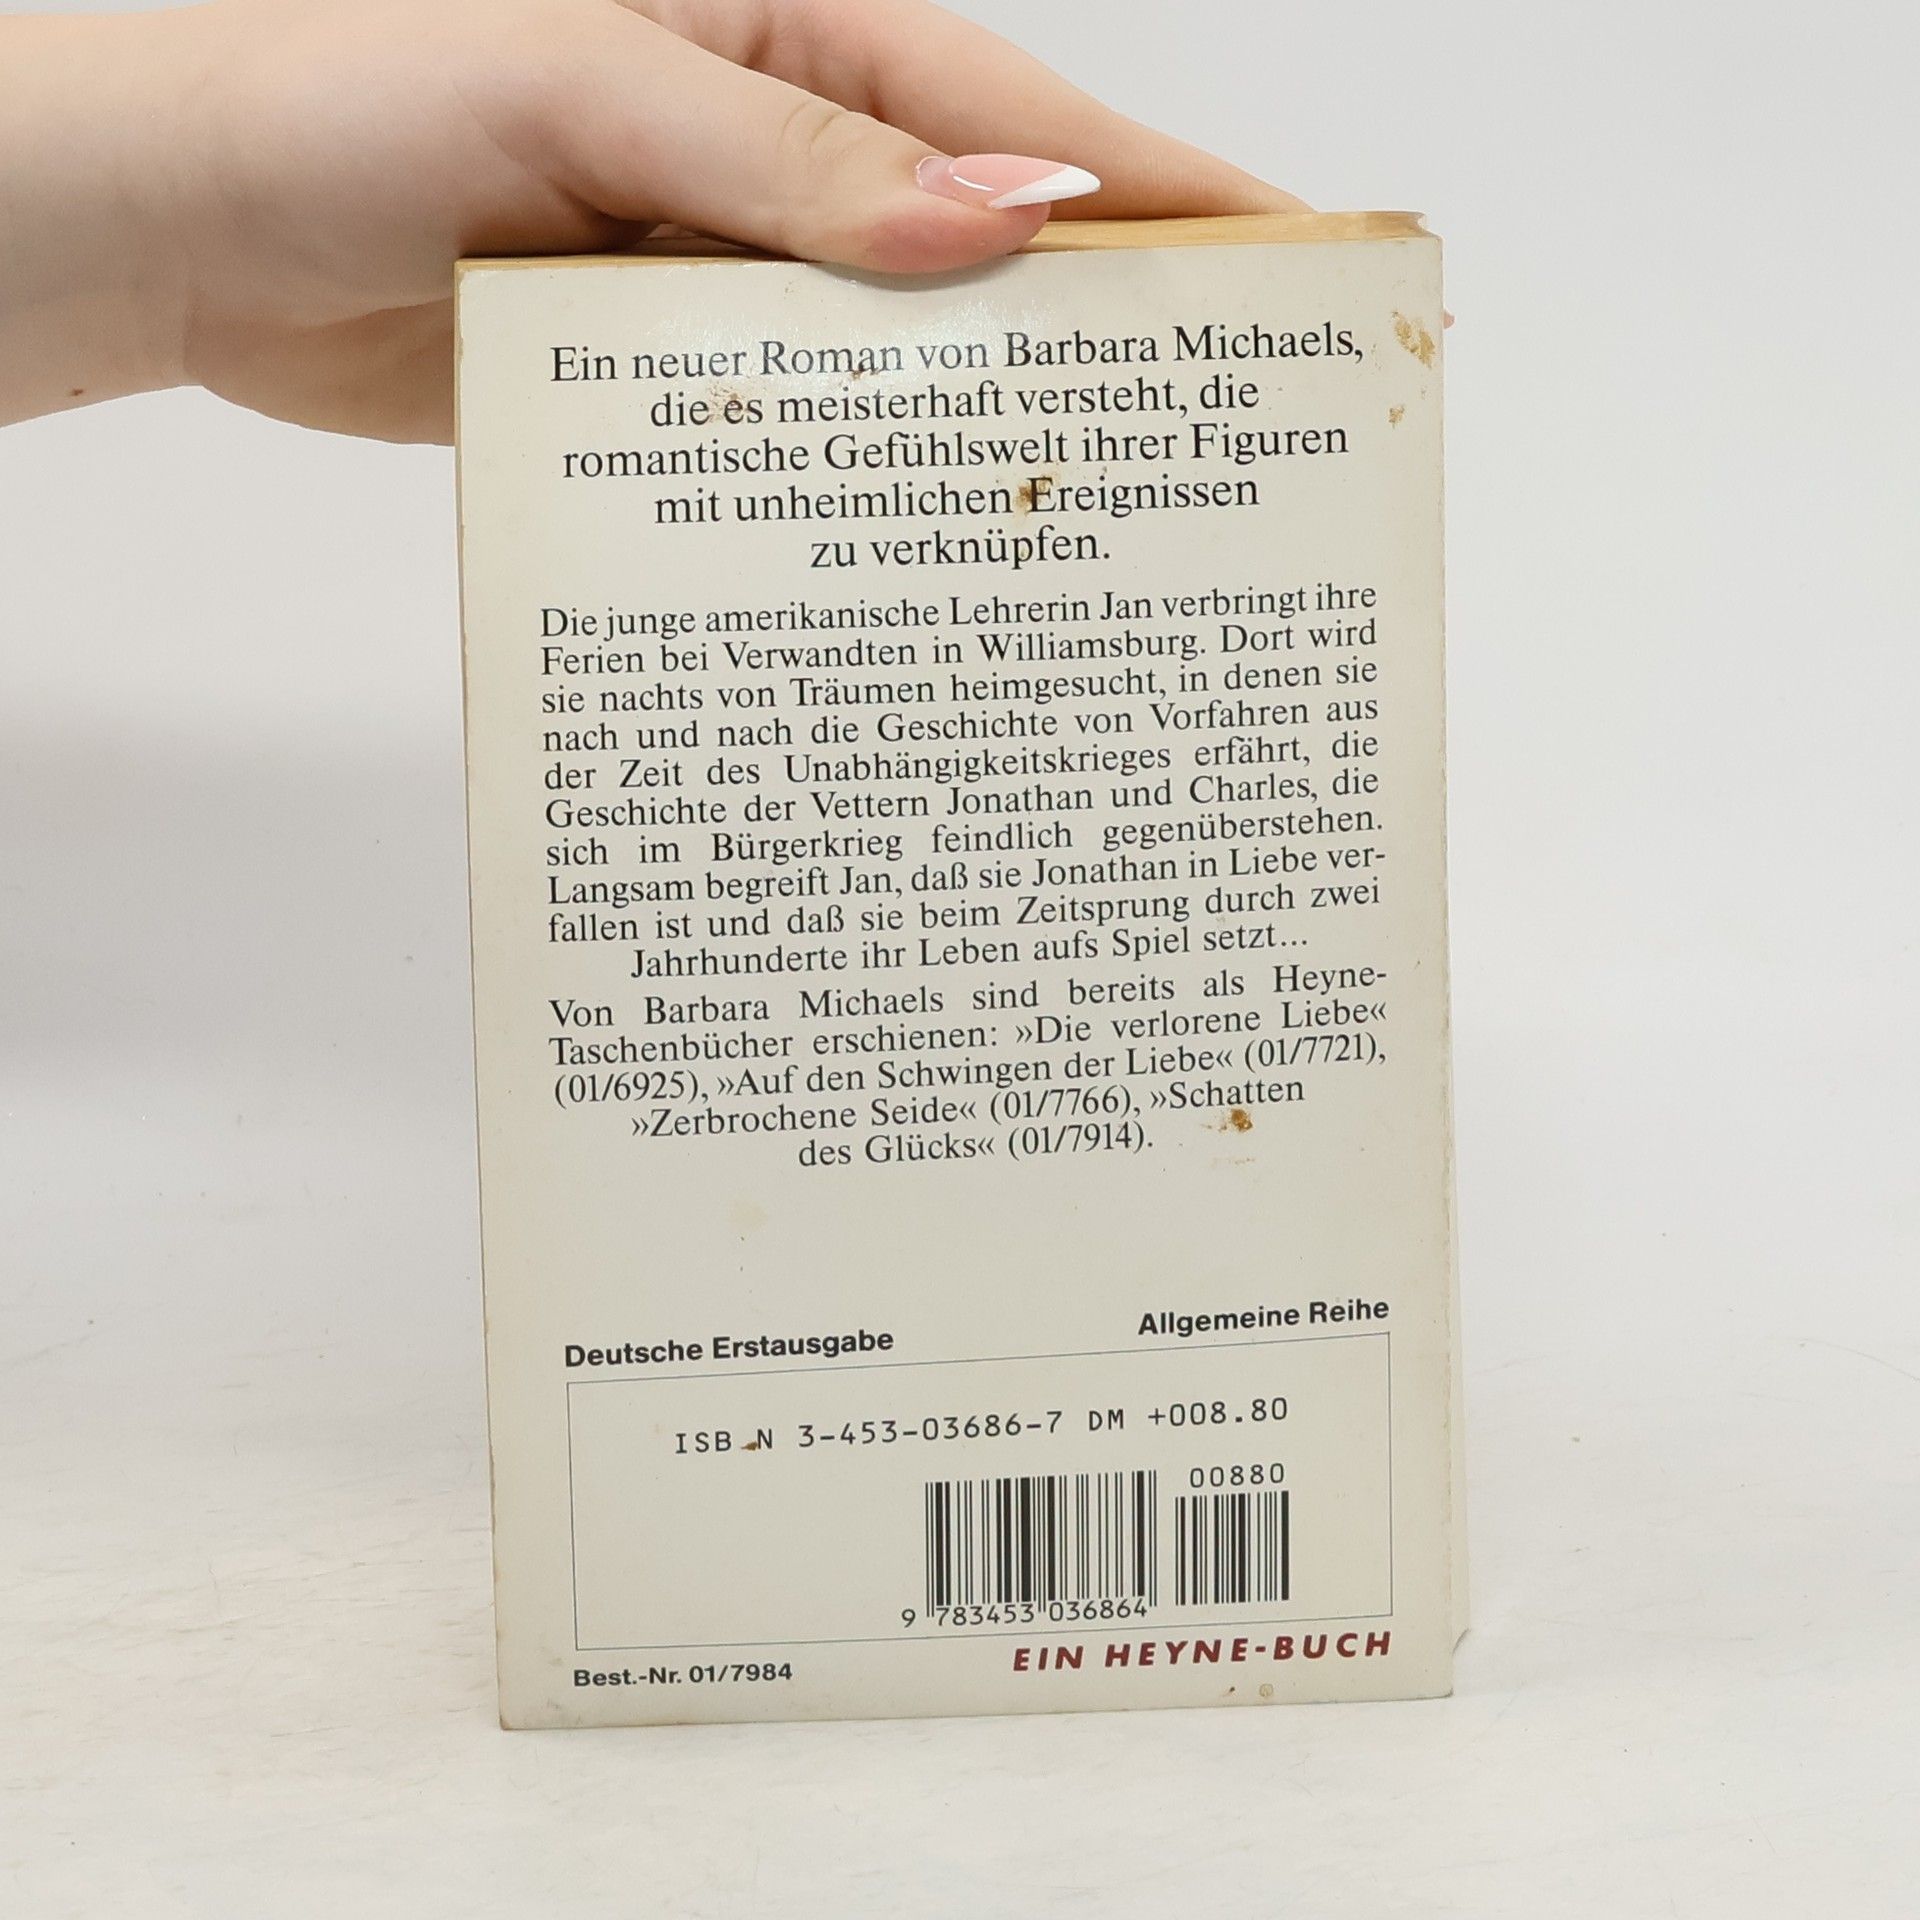 Ein neuer Roman von Barbara Michaels,
die es meisterhaft versteht, die
romantische Gefühlswelt ihrer Figuren
mit unheimlichen Ereignissen
zu verknüpfen.
Die junge amerikanische Lehrerin Jan verbringt ihre
Ferien bei Verwandten in Williamsburg. Dort wird
sie nachts von Träumen heimgesucht, in denen sie
nach und nach die Geschichte von Vorfahren aus
der Zeit des Unabhängigkeitskrieges erfährt, die
Geschichte der Vettern Jonathan und Charles, die
sich im Bürgerkrieg feindlich gegenüberstehen.
Langsam begreift Jan, daß sie Jonathan in Liebe ver-
fallen ist und daß sie beim Zeitsprung durch zwei
Jahrhunderte ihr Leben aufs Spiel setzt...
Von Barbara Michaels sind bereits als Heyne-
Taschenbücher erschienen: »Die verlorene Liebe«
(01/6925), »Auf den Schwingen der Liebe« (01/7721),
»Zerbrochene Seide« (01/7766), »Schatten
des Glücks« (01/7914).
Deutsche Erstausgabe
Allgemeine Reihe
ISBN 3-453-03686-7 DM +008.80
00880
9 783453 036864
Best.-Nr. 01/7984
EIN HEYNE-BUCH